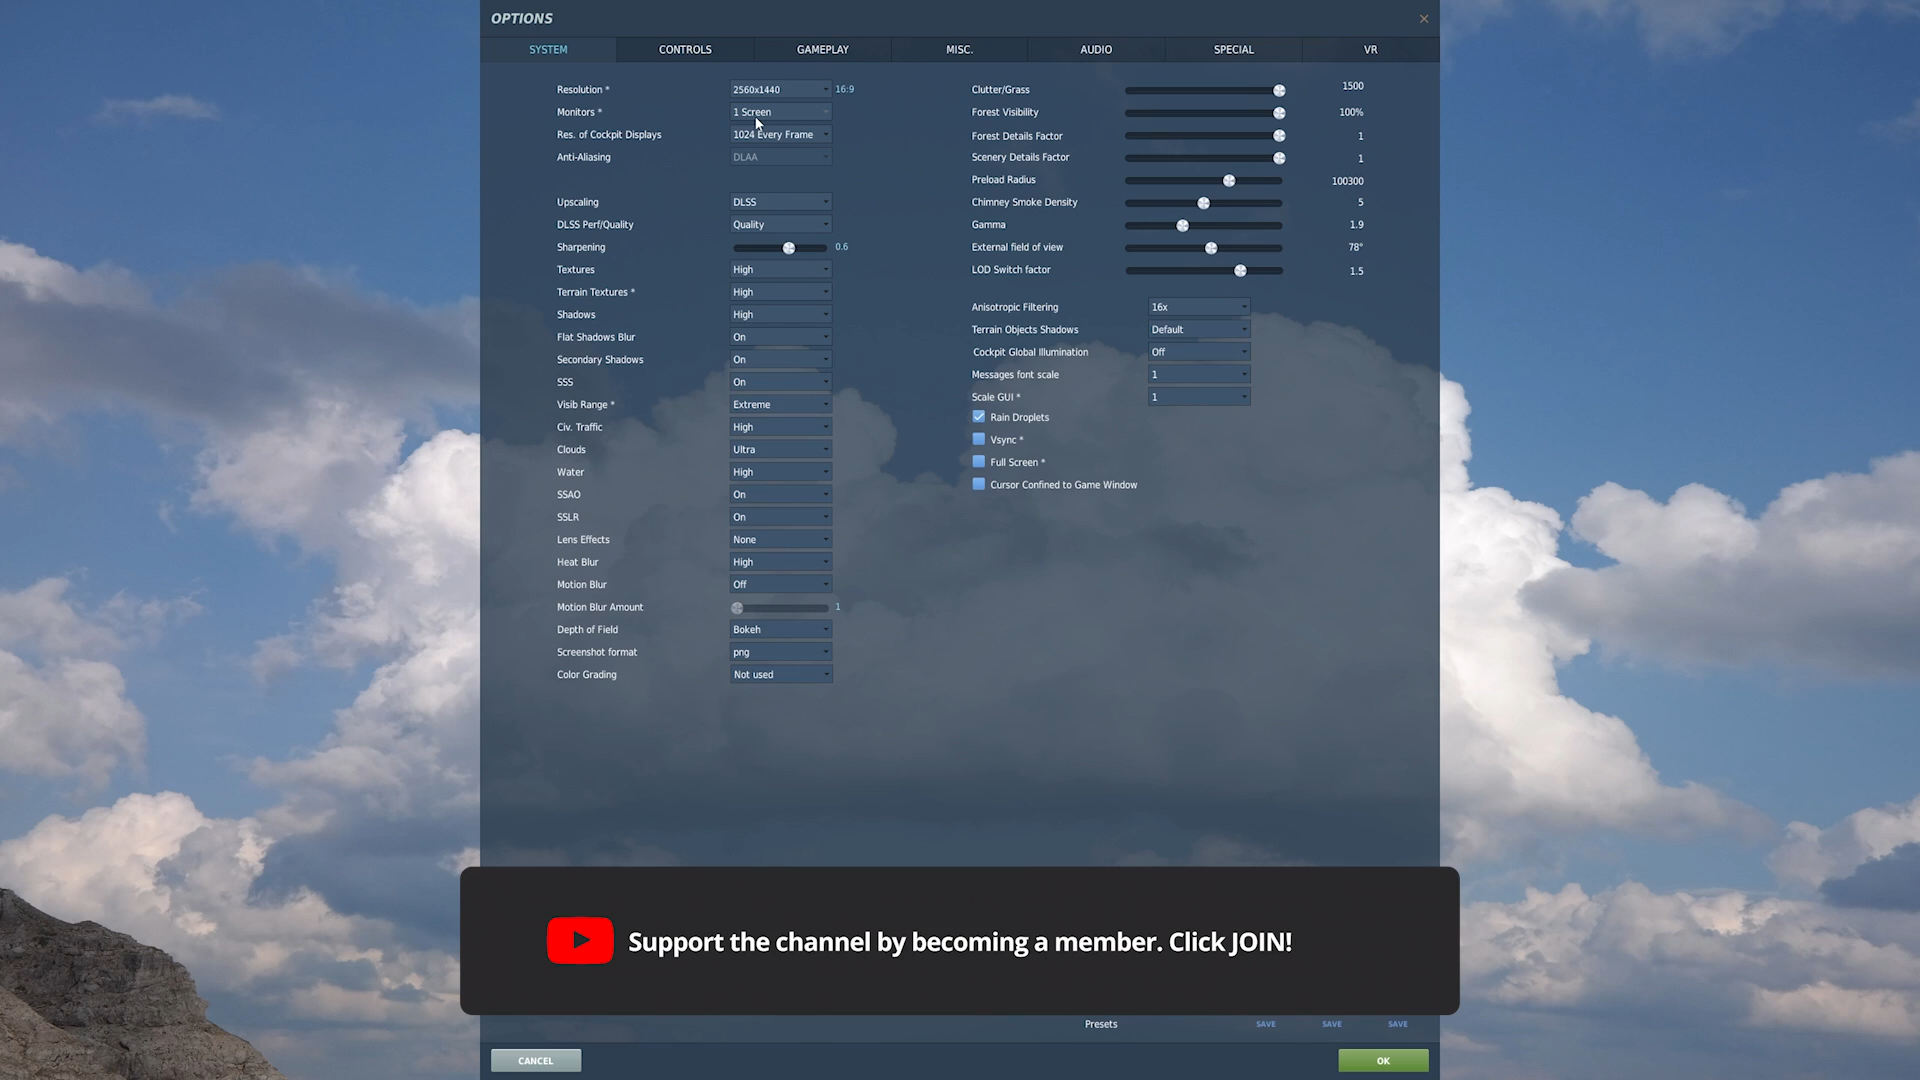 OPTIONS
SYSTEM CONTROLS GAMEPLAY MISC. AUDIO SPECIAL VR
Resolution * 2560x1440 16:9
Monitors * 1 Screen
Res. of Cockpit Displays 1024 Every Frame
Anti-Aliasing DLAA
Upscaling DLSS
DLSS Perf/Quality Quality
Sharpening 0.6
Textures High
Terrain Textures * High
Shadows High
Flat Shadows Blur On
Secondary Shadows On
SSS On
Visib Range * Extreme
Civ. Traffic High
Clouds Ultra
Water High
SSAO On
SSLR On
Lens Effects None
Heat Blur High
Motion Blur Off
Motion Blur Amount 1
Depth of Field Bokeh
Screenshot format png
Color Grading Not used
Clutter/Grass 1500
Forest Visibility 100%
Forest Details Factor 1
Scenery Details Factor 1
Preload Radius 100300
Chimney Smoke Density 5
Gamma 1.9
External field of view 78°
LOD Switch factor 1.5
Anisotropic Filtering 16x
Terrain Objects Shadows Default
Cockpit Global Illumination Off
Messages font scale 1
Scale GUI * 1
Rain Droplets
Vsync *
Full Screen *
Cursor Confined to Game Window
Support the channel by becoming a member. Click JOIN!
Presets SAVE SAVE SAVE
CANCEL OK